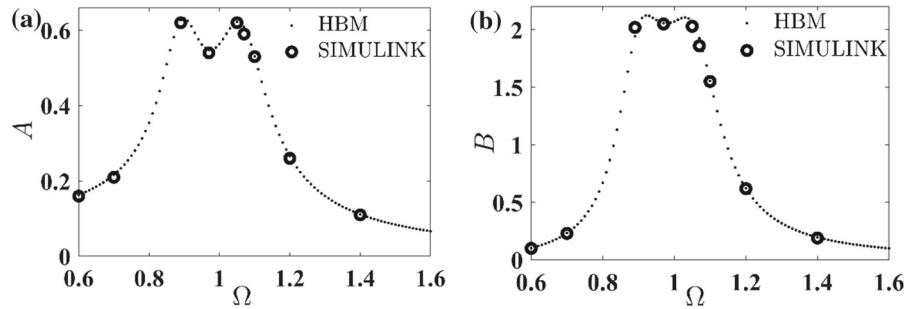 (a)
HBM
SIMULINK
0.6
0.4
0.2
0
A
0.6 0.8 1 1.2 1.4 1.6
Ω
(b)
HBM
SIMULINK
2
1.5
1
0.5
0
B
0.6 0.8 1 1.2 1.4 1.6
Ω